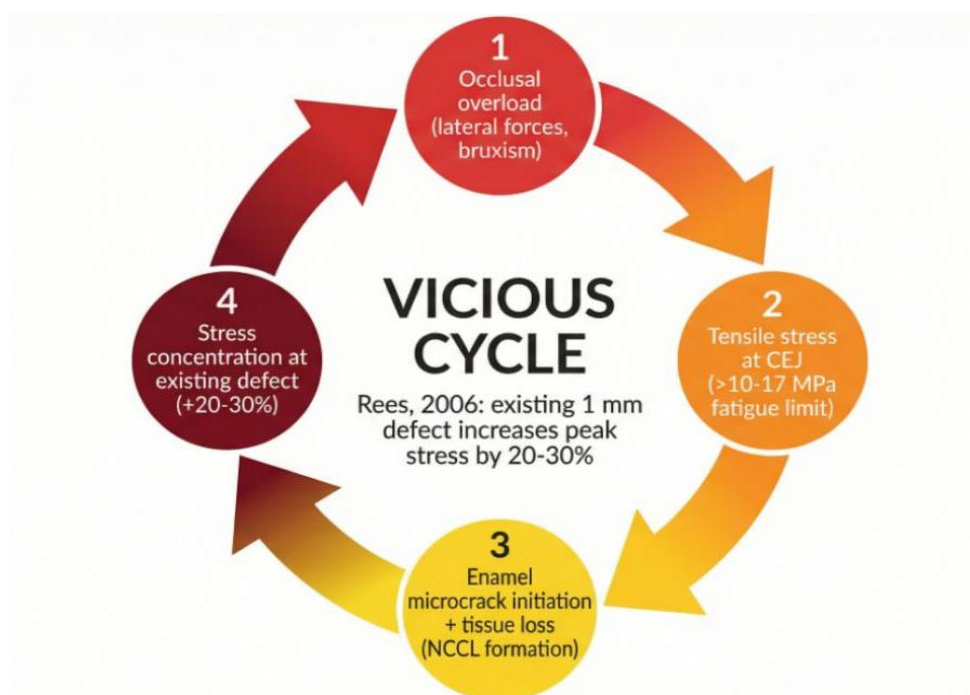 1
Occlusal
overload
(lateral forces,
bruxism)
2
Tensile stress
at CEJ
(>10-17 MPa
fatigue limit)
3
Enamel
microcrack initiation
+ tissue loss
(NCCL formation)
4
Stress
concentration at
existing defect
(+20-30%)
VICIOUS
CYCLE
Rees, 2006: existing 1 mm
defect increases peak
stress by 20-30%